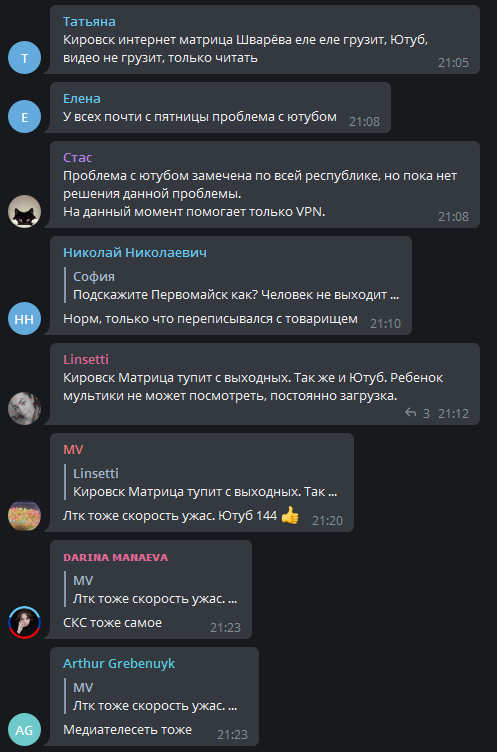 Татьяна
Кировск интернет матрица Шварёва еле еле грузит, Ютуб,
видео не грузит, только читать
21:05
Т
Елена
У всех почти с пятницы проблема с ютубом
21:08
Е
Стас
Проблема с ютубом замечена по всей республике, но пока нет
решения данной проблемы.
На данный момент помогает только VPN.
21:08
Николай Николаевич
София
Подскажите Первомайск как? Человек не выходит ...
Норм, только что переписывался с товарищем
21:10
НН
Linsetti
Кировск Матрица тупит с выходных. Так же и Ютуб. Ребенок
мультики не может посмотреть, постоянно загрузка.
3 21:12
MV
Linsetti
Кировск Матрица тупит с выходных. Так ...
Лтк тоже скорость ужас. Ютуб 144 👍
21:20
DARINA MANAEVA
MV
Лтк тоже скорость ужас. ...
СКС тоже самое
21:23
Arthur Grebenuyk
MV
Лтк тоже скорость ужас. ...
Медиателесеть тоже
21:23
AG